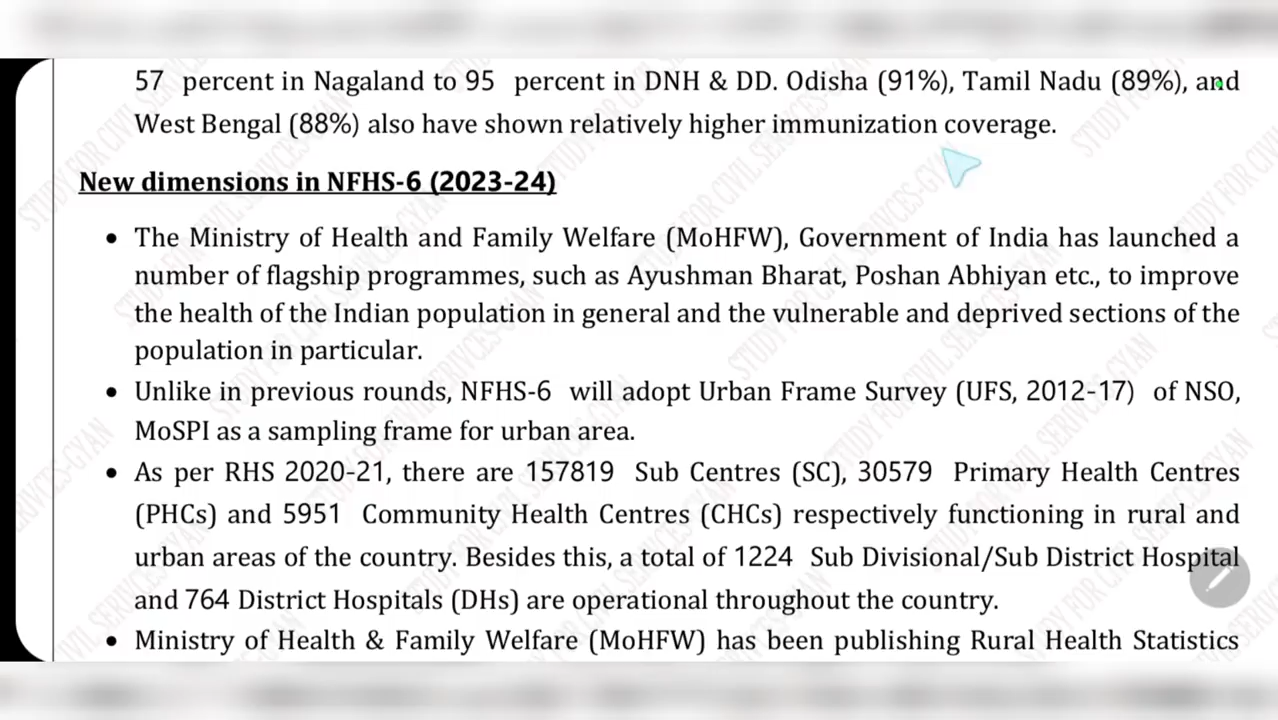 57 percent in Nagaland to 95 percent in DNH & DD. Odisha (91%), Tamil Nadu (89%), and
West Bengal (88%) also have shown relatively higher immunization coverage.
New dimensions in NFHS-6 (2023-24)
• The Ministry of Health and Family Welfare (MoHFW), Government of India has launched a
number of flagship programmes, such as Ayushman Bharat, Poshan Abhiyan etc., to improve
the health of the Indian population in general and the vulnerable and deprived sections of the
population in particular.
• Unlike in previous rounds, NFHS-6 will adopt Urban Frame Survey (UFS, 2012-17) of NSO,
MoSPI as a sampling frame for urban area.
• As per RHS 2020-21, there are 157819 Sub Centres (SC), 30579 Primary Health Centres
(PHCs) and 5951 Community Health Centres (CHCs) respectively functioning in rural and
urban areas of the country. Besides this, a total of 1224 Sub Divisional/Sub District Hospital
and 764 District Hospitals (DHs) are operational throughout the country.
• Ministry of Health & Family Welfare (MoHFW) has been publishing Rural Health Statistics